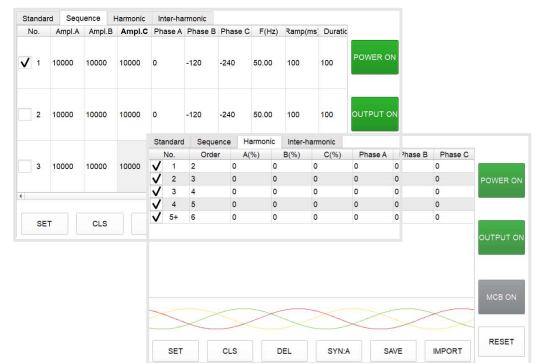 Standard Sequence Harmonic Inter-harmonic
No. Ampl.A Ampl.B Ampl.C Phase A Phase B Phase C F(Hz) Ramp(ms) Duratic
1 10000 10000 10000 0 -120 -240 50.00 100 100
POWER ON
2 10000 10000 10000 0 -120 -240 50.00 100 100
OUTPUT ON
3 10000 10000 10000
SET CLS
Standard Sequence Harmonic Inter-harmonic
No. Order A(%) B(%) C(%) Phase A Phase B Phase C
1 2 0 0 0 0 0 0
2 3 0 0 0 0 0 0
3 4 0 0 0 0 0 0
4 5 0 0 0 0 0 0
5+ 6 0 0 0 0 0 0
POWER ON
OUTPUT ON
MCB ON
RESET
SET CLS DEL SYN:A SAVE IMPORT